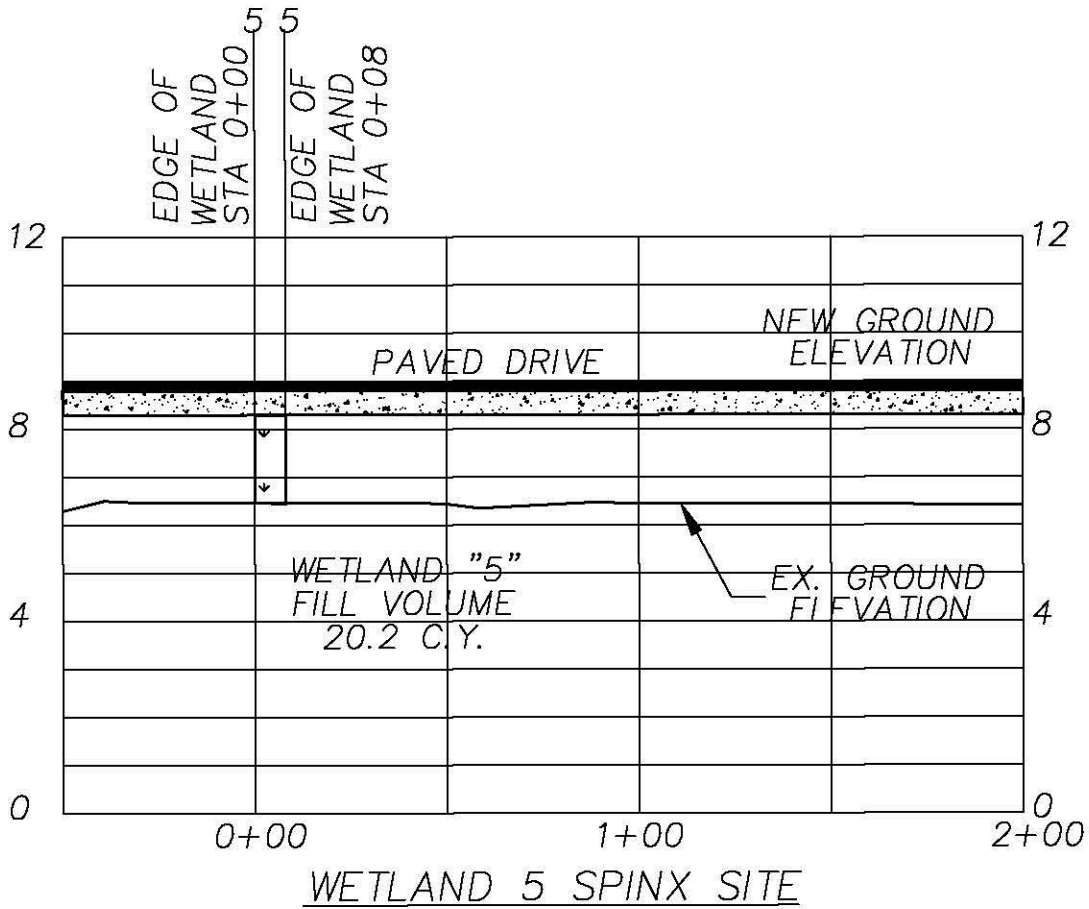 5 5
EDGE OF
WETLAND
STA 0+00
EDGE OF
WETLAND
STA 0+08
12
12
NEW GROUND
ELEVATION
PAVED DRIVE
8
8
WETLAND "5"
FILL VOLUME
20.2 C.Y.
EX. GROUND
ELEVATION
4
4
0
0
0+00
1+00
2+00
WETLAND 5 SPINX SITE